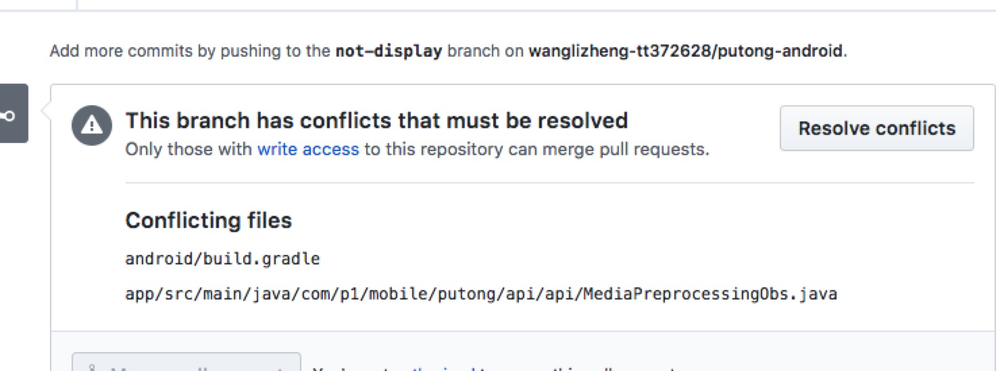 Add more commits by pushing to the not-display branch on wanglizheng-tt372628/putong-android.
This branch has conflicts that must be resolved
Resolve conflicts
Only those with write access to this repository can merge pull requests.
Conflicting files
android/build.gradle
app/src/main/java/com/p1/mobile/putong/api/api/MediaPreprocessingObs.java